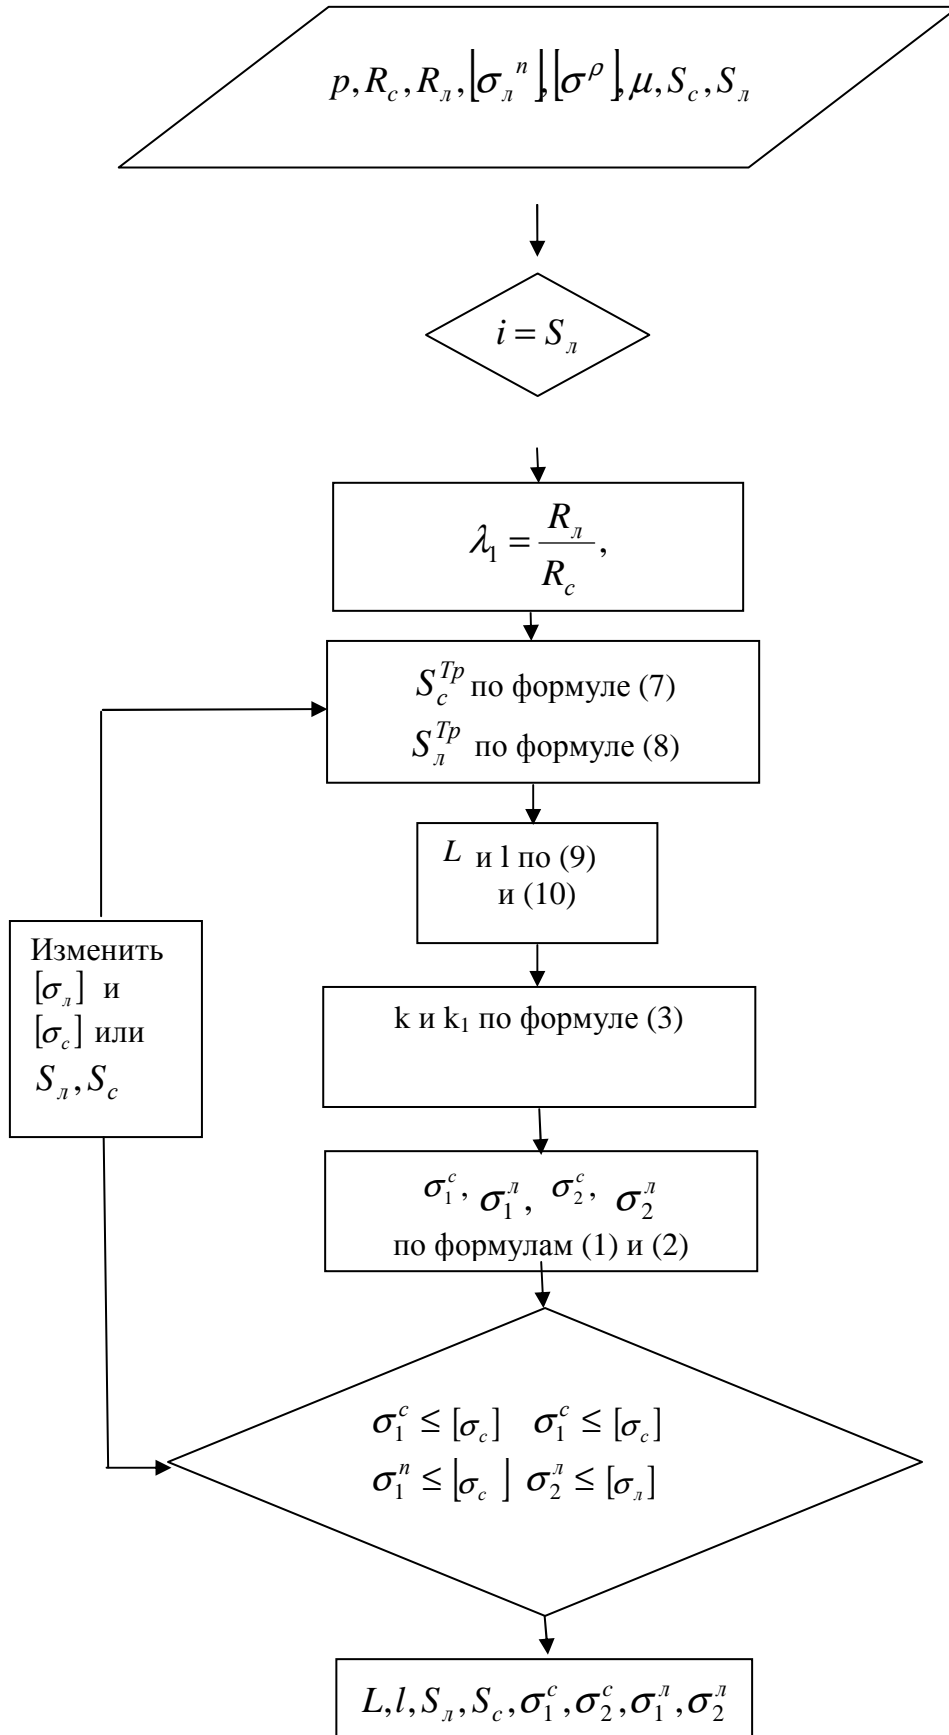 p, R_c, R_л, [σ_л^n], [σ^ρ], μ, S_c, S_л
i = S_л
λ_1 = R_л / R_c,
S_c^Tp по формуле (7)
S_л^Tp по формуле (8)
L и l по (9)
и (10)
Изменить
[σ_л] и
[σ_c] или
S_л, S_c
k и k_1 по формуле (3)
σ_1^c, σ_1^л, σ_2^c, σ_2^л
по формулам (1) и (2)
σ_1^c ≤ [σ_c] σ_1^c ≤ [σ_c]
σ_1^n ≤ [σ_c] σ_2^л ≤ [σ_л]
L, l, S_л, S_c, σ_1^c, σ_2^c, σ_1^л, σ_2^л